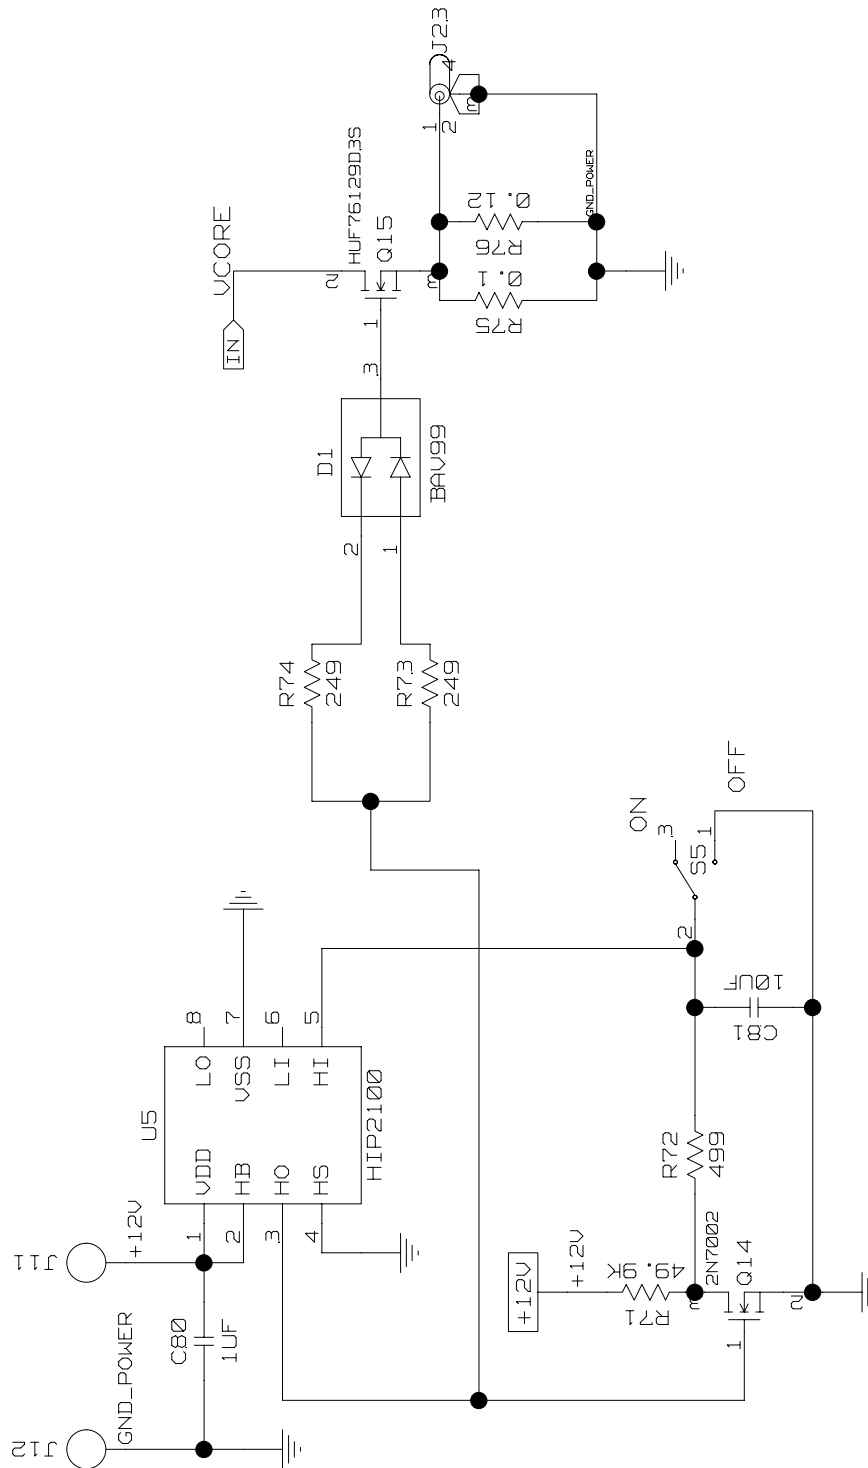 J23
4
3
1
2
VCORE
IN
HUF76129D3S
Q15
2
1
3
0.12
R76
GND_POWER
0.1
R75
3
D1
BAV99
2
1
R74
249
R73
249
ON
OFF
3
1
S5
2
10UF
C81
U5
HIP2100
LO 8
VSS 7
LI 6
HI 5
VDD 1
HB 2
HO 3
HS 4
J11
+12V
C80
1UF
GND_POWER
J12
R72
499
+12V
+12V
49.9K
R71
2N7002
Q14
3
2
1